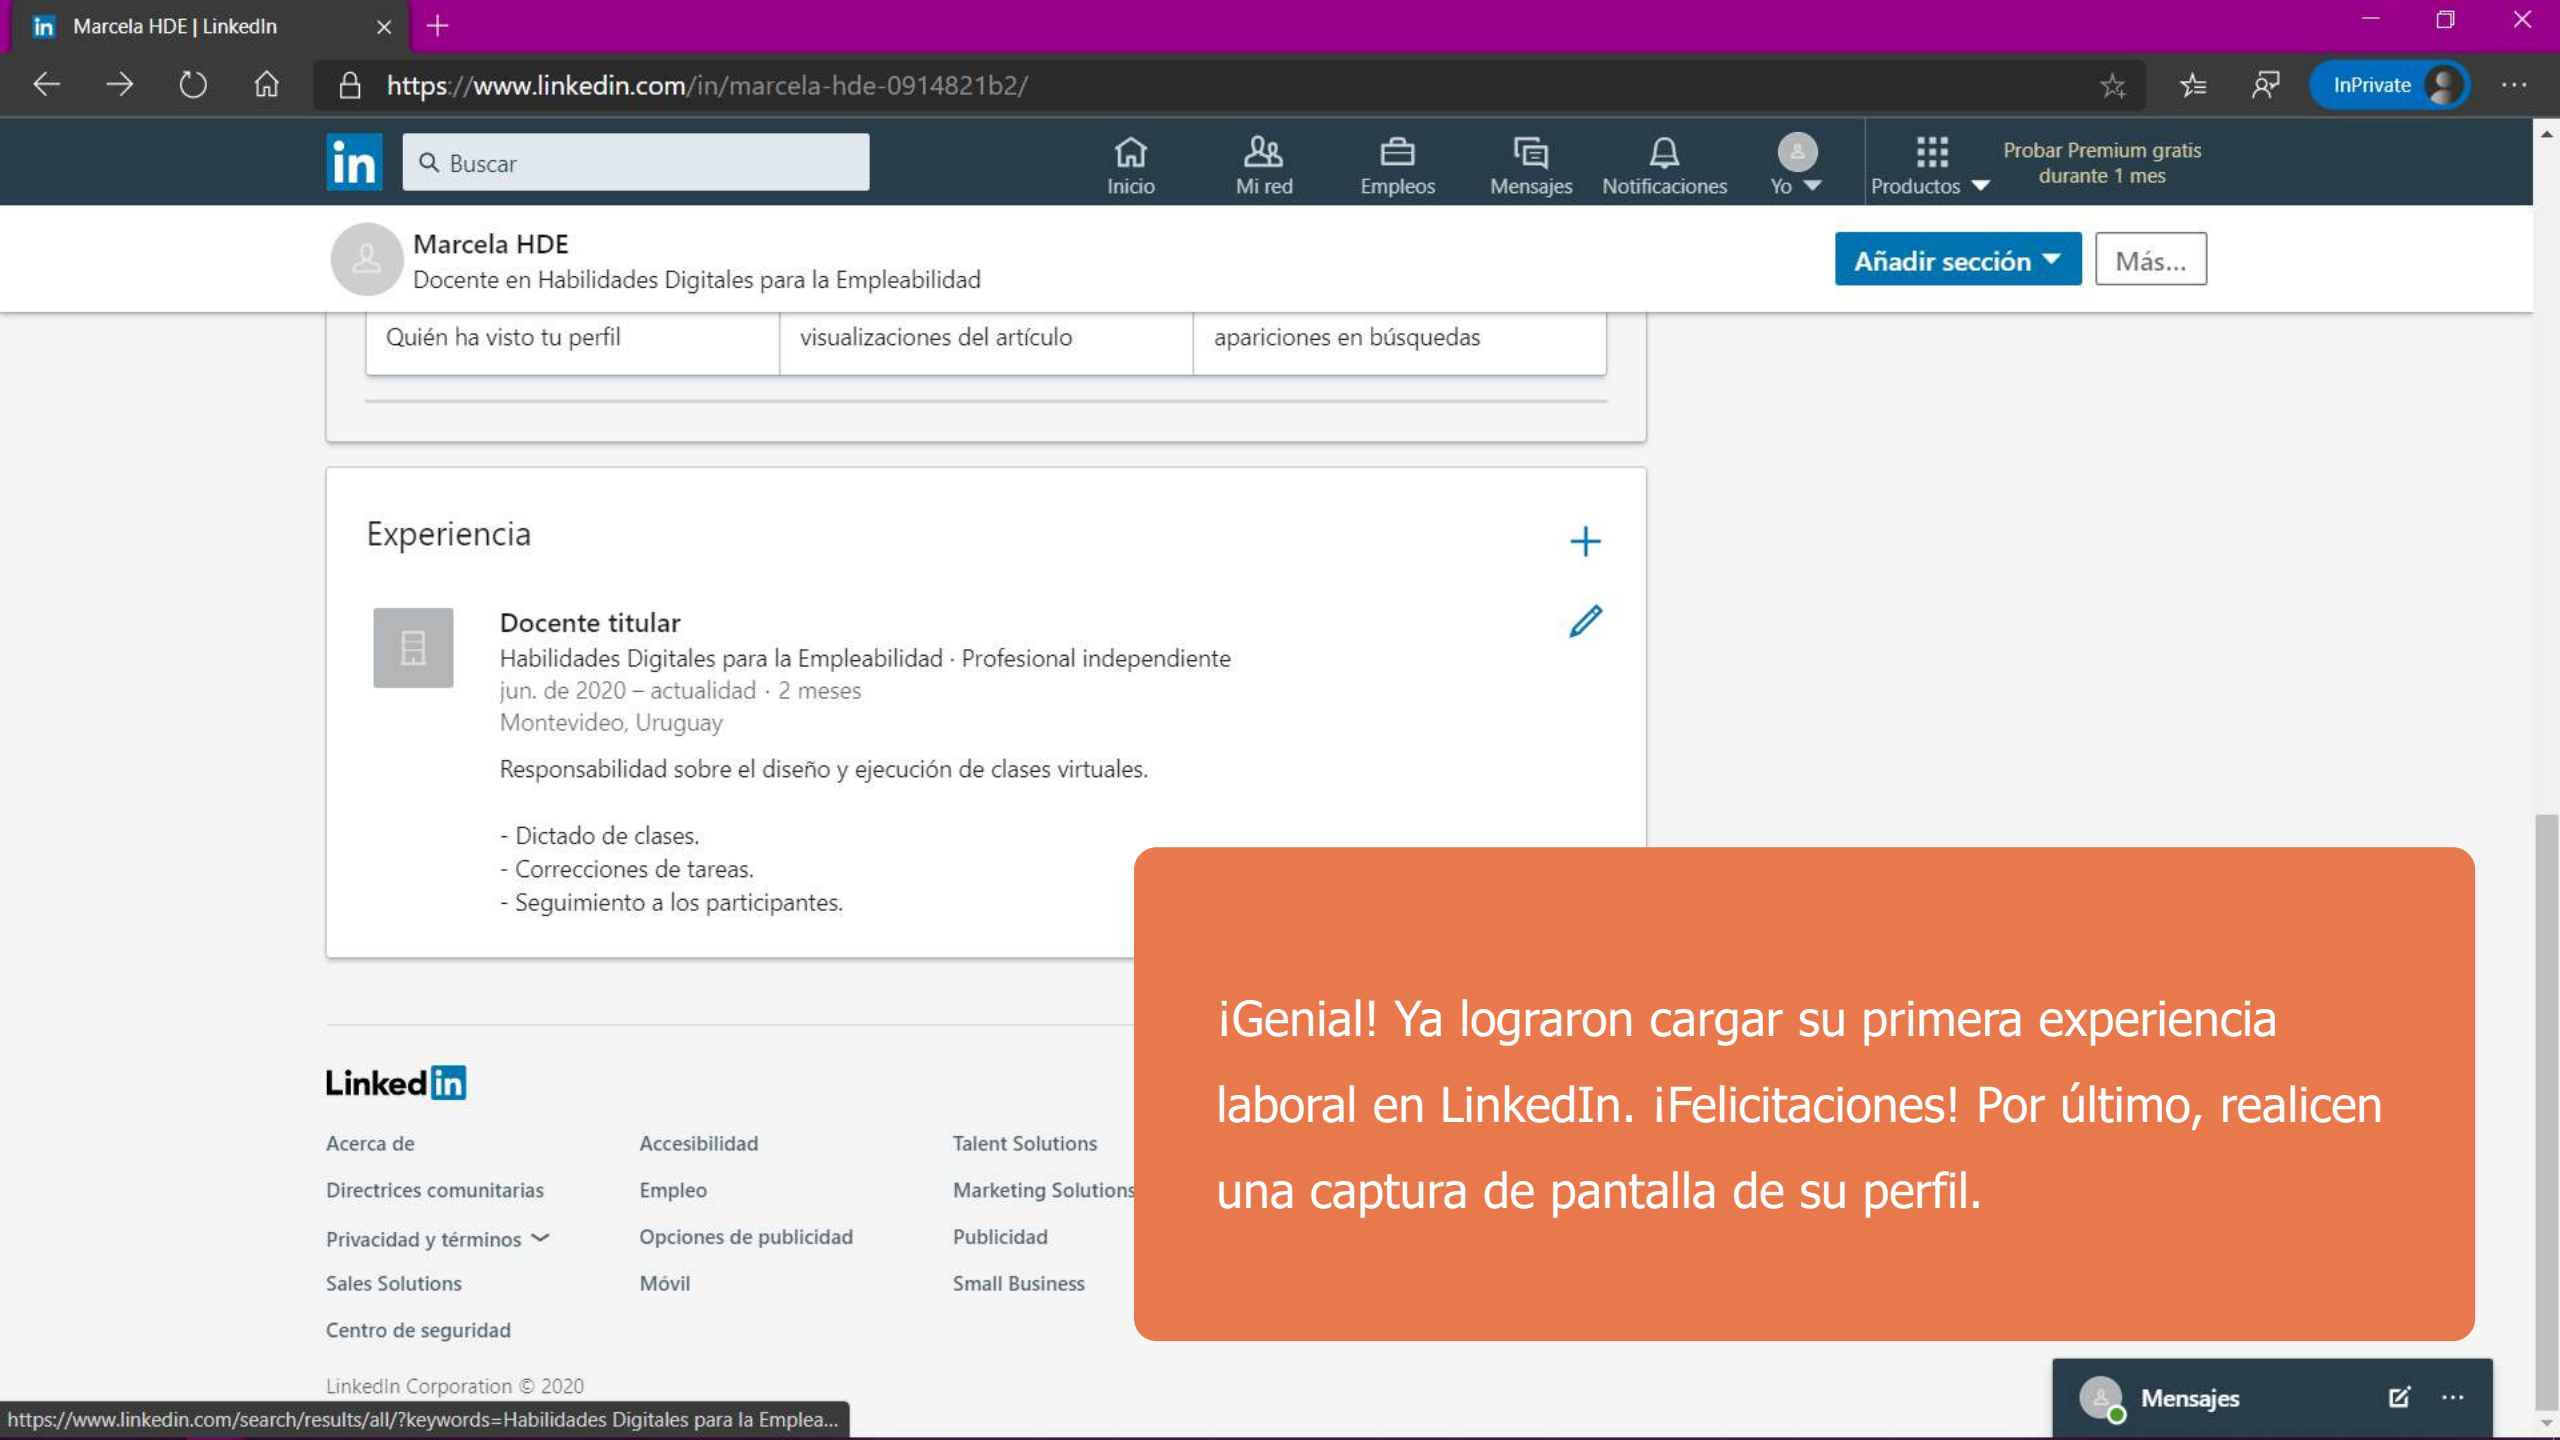 in Marcela HDE | LinkedIn
https://www.linkedin.com/in/marcela-hde-0914821b2/
InPrivate
in
Buscar
Inicio
Mi red
Empleos
Mensajes
Notificaciones
Yo
Productos
Probar Premium gratis
durante 1 mes
Marcela HDE
Docente en Habilidades Digitales para la Empleabilidad
Añadir sección
Más...
Quién ha visto tu perfil
visualizaciones del artículo
apariciones en búsquedas
Experiencia
Docente titular
Habilidades Digitales para la Empleabilidad · Profesional independiente
jun. de 2020 – actualidad · 2 meses
Montevideo, Uruguay
Responsabilidad sobre el diseño y ejecución de clases virtuales.
- Dictado de clases.
- Correcciones de tareas.
- Seguimiento a los participantes.
¡Genial! Ya lograron cargar su primera experiencia
laboral en LinkedIn. ¡Felicitaciones! Por último, realicen
una captura de pantalla de su perfil.
Linked in
Acerca de
Accesibilidad
Talent Solutions
Directrices comunitarias
Empleo
Marketing Solutions
Privacidad y términos
Opciones de publicidad
Publicidad
Sales Solutions
Móvil
Small Business
Centro de seguridad
LinkedIn Corporation © 2020
Mensajes
https://www.linkedin.com/search/results/all/?keywords=Habilidades Digitales para la Emplea...